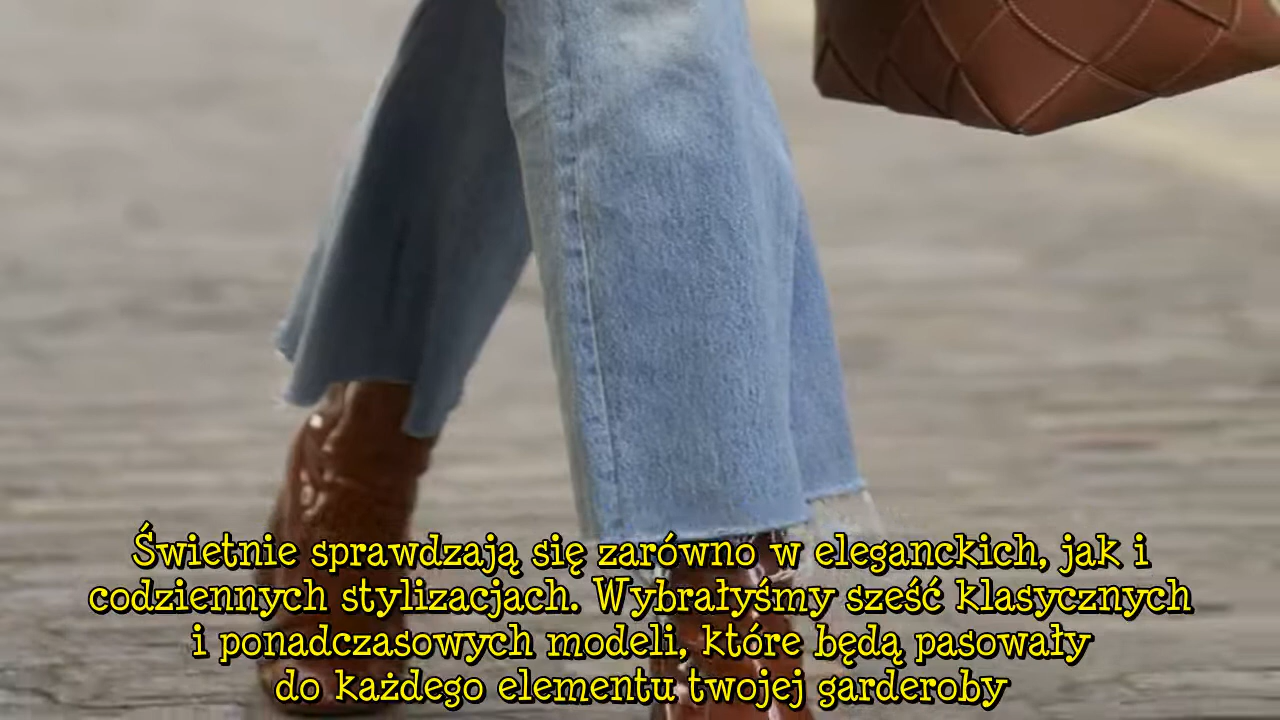 Świetnie sprawdzają się zarówno w eleganckich, jak i
codziennych stylizacjach. Wybrałyśmy sześć klasycznych
i ponadczasowych modeli, które będą pasowały
do każdego elementu twojej garderoby